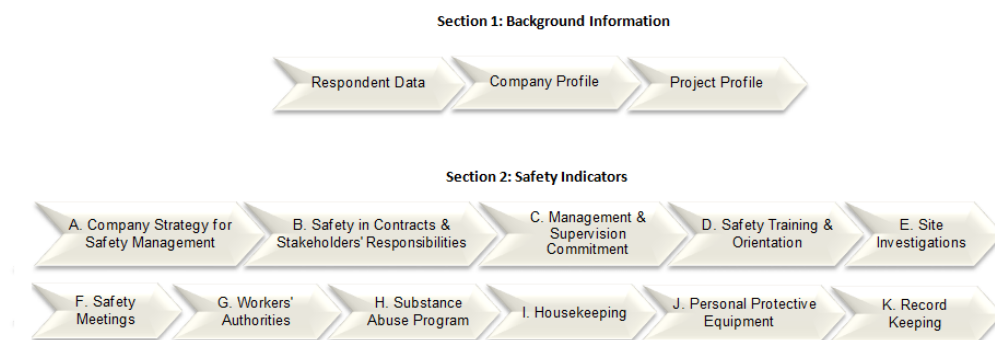 Section 1: Background Information
Respondent Data
Company Profile
Project Profile
Section 2: Safety Indicators
A. Company Strategy for
Safety Management
B. Safety in Contracts &
Stakeholders' Responsibilities
C. Management &
Supervision
Commitment
D. Safety Training &
Orientation
E. Site
Investigations
F. Safety
Meetings
G. Workers'
Authorities
H. Substance
Abuse Program
I. Housekeeping
J. Personal Protective
Equipment
K. Record
Keeping